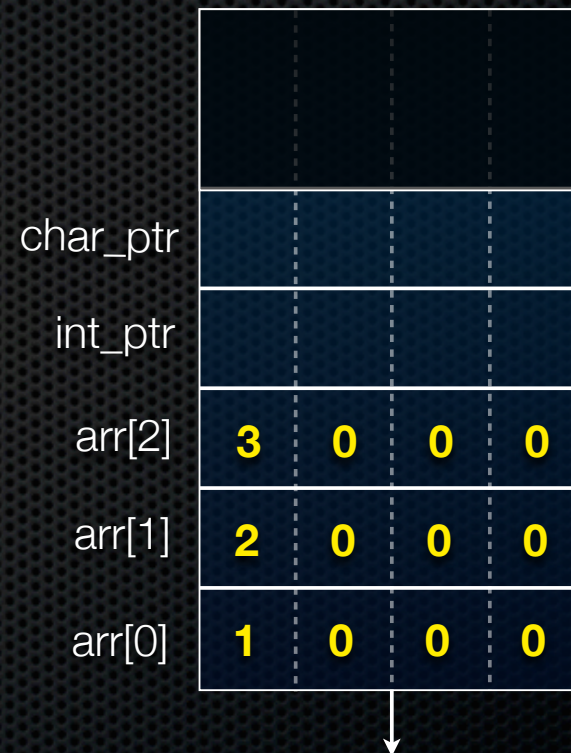 char_ptr
int_ptr
arr[2] 3 0 0 0
arr[1] 2 0 0 0
arr[0] 1 0 0 0